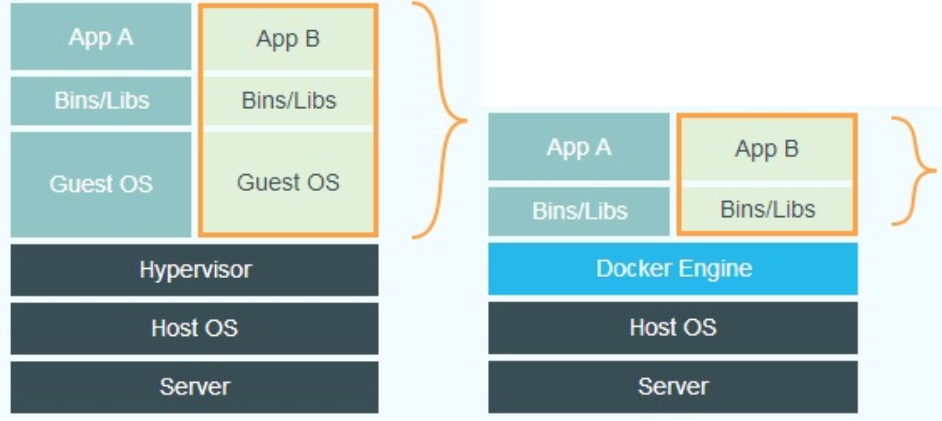 App A
App B
Bins/Libs
Bins/Libs
Guest OS
Guest OS
Hypervisor
Host OS
Server
App A
App B
Bins/Libs
Bins/Libs
Docker Engine
Host OS
Server